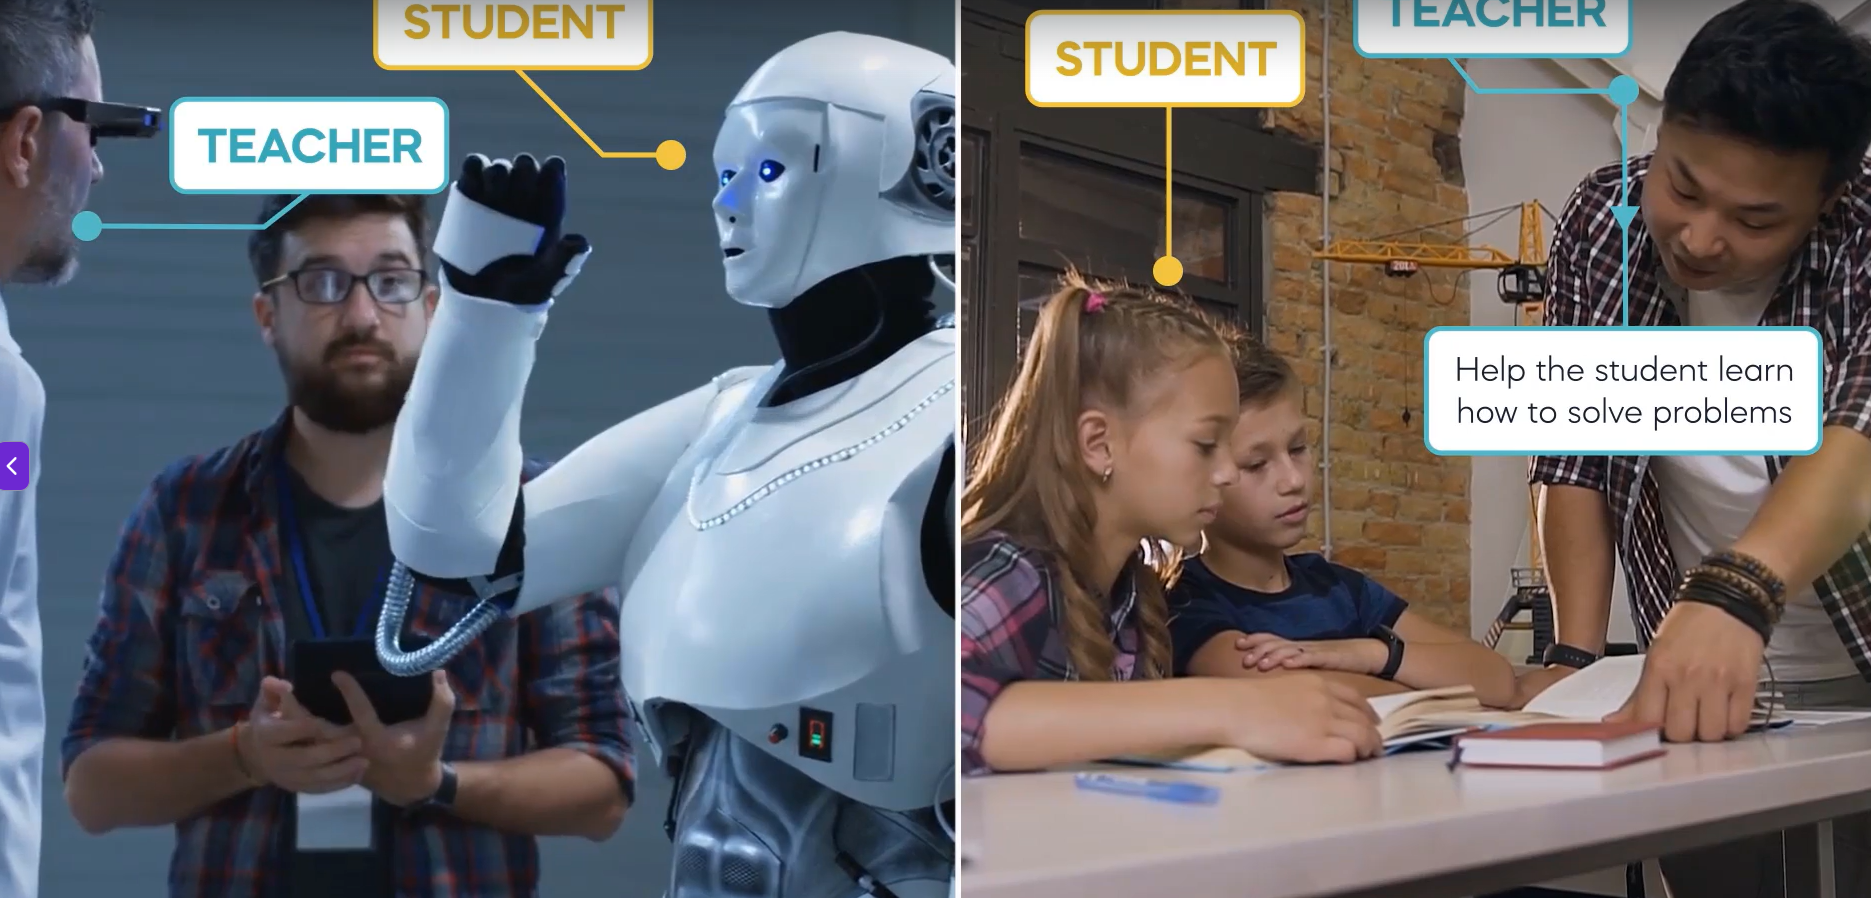 STUDENT
TEACHER
STUDENT
TEACHER
Help the student learn
how to solve problems